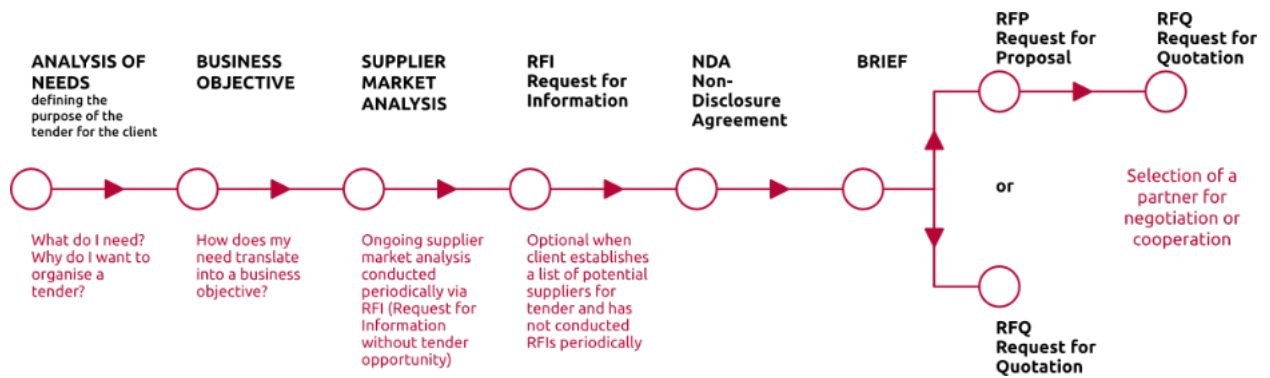 ANALYSIS OF
NEEDS
defining the
purpose of the
tender for the client
What do I need?
Why do I want to
organise a
tender?
BUSINESS
OBJECTIVE
How does my
need translate
into a business
objective?
SUPPLIER
MARKET
ANALYSIS
Ongoing supplier
market analysis
conducted
periodically via
RFI (Request for
Information
without tender
opportunity)
RFI
Request for
Information
Optional when
client establishes
a list of potential
suppliers for
tender and has
not conducted
RFIs periodically
NDA
Non-
Disclosure
Agreement
BRIEF
RFP
Request for
Proposal
or
RFQ
Request for
Quotation
RFQ
Request for
Quotation
Selection of a
partner for
negotiation or
cooperation